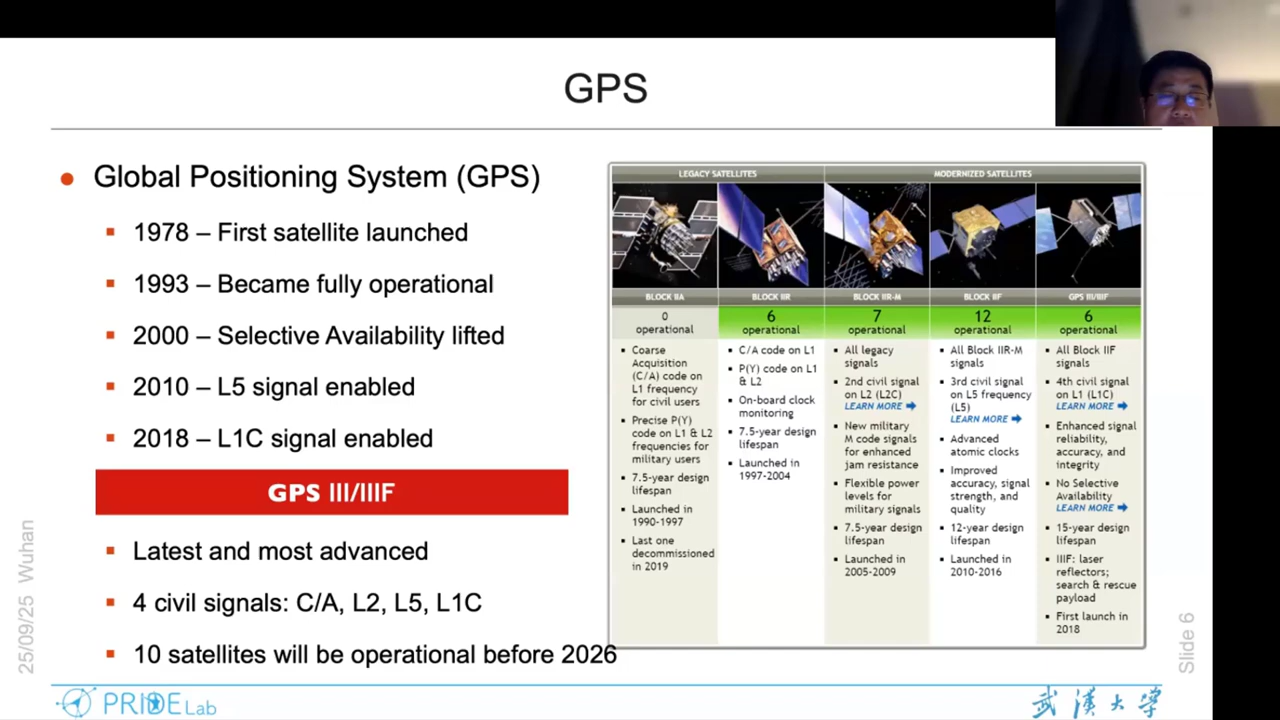 GPS
Global Positioning System (GPS)
1978 – First satellite launched
1993 – Became fully operational
2000 – Selective Availability lifted
2010 – L5 signal enabled
2018 – L1C signal enabled
GPS III/IIIF
Latest and most advanced
4 civil signals: C/A, L2, L5, L1C
10 satellites will be operational before 2026
LEGACY SATELLITES
MODERNIZED SATELLITES
BLOCK IIA
0
operational
Coarse
Acquisition
(C/A) code on
L1 frequency
for civil users
Precise P(Y)
code on L1 & L2
frequencies for
military users
7.5-year design
lifespan
Launched in
1990-1997
Last one
decommissioned
in 2019
BLOCK IIR
6
operational
C/A code on L1
P(Y) code on L1
& L2
On-board clock
monitoring
7.5-year design
lifespan
Launched in
1997-2004
BLOCK IIR-M
7
operational
All legacy
signals
2nd civil signal
on L2 (L2C)
LEARN MORE
New military
M code signals
for enhanced
jam resistance
Flexible power
levels for
military signals
7.5-year design
lifespan
Launched in
2005-2009
BLOCK IIF
12
operational
All Block IIR-M
signals
3rd civil signal
on L5 frequency
(L5)
LEARN MORE
Advanced
atomic clocks
Improved
accuracy, signal
strength, and
quality
12-year design
lifespan
Launched in
2010-2016
GPS III/IIIF
6
operational
All Block IIF
signals
4th civil signal
on L1 (L1C)
LEARN MORE
Enhanced signal
reliability,
accuracy, and
integrity
No Selective
Availability
LEARN MORE
15-year design
lifespan
IIIF: laser
reflectors;
search & rescue
payload
First launch in
2018
25/09/25 Wuhan
Slide 6
PRIDE Lab
武漢大學